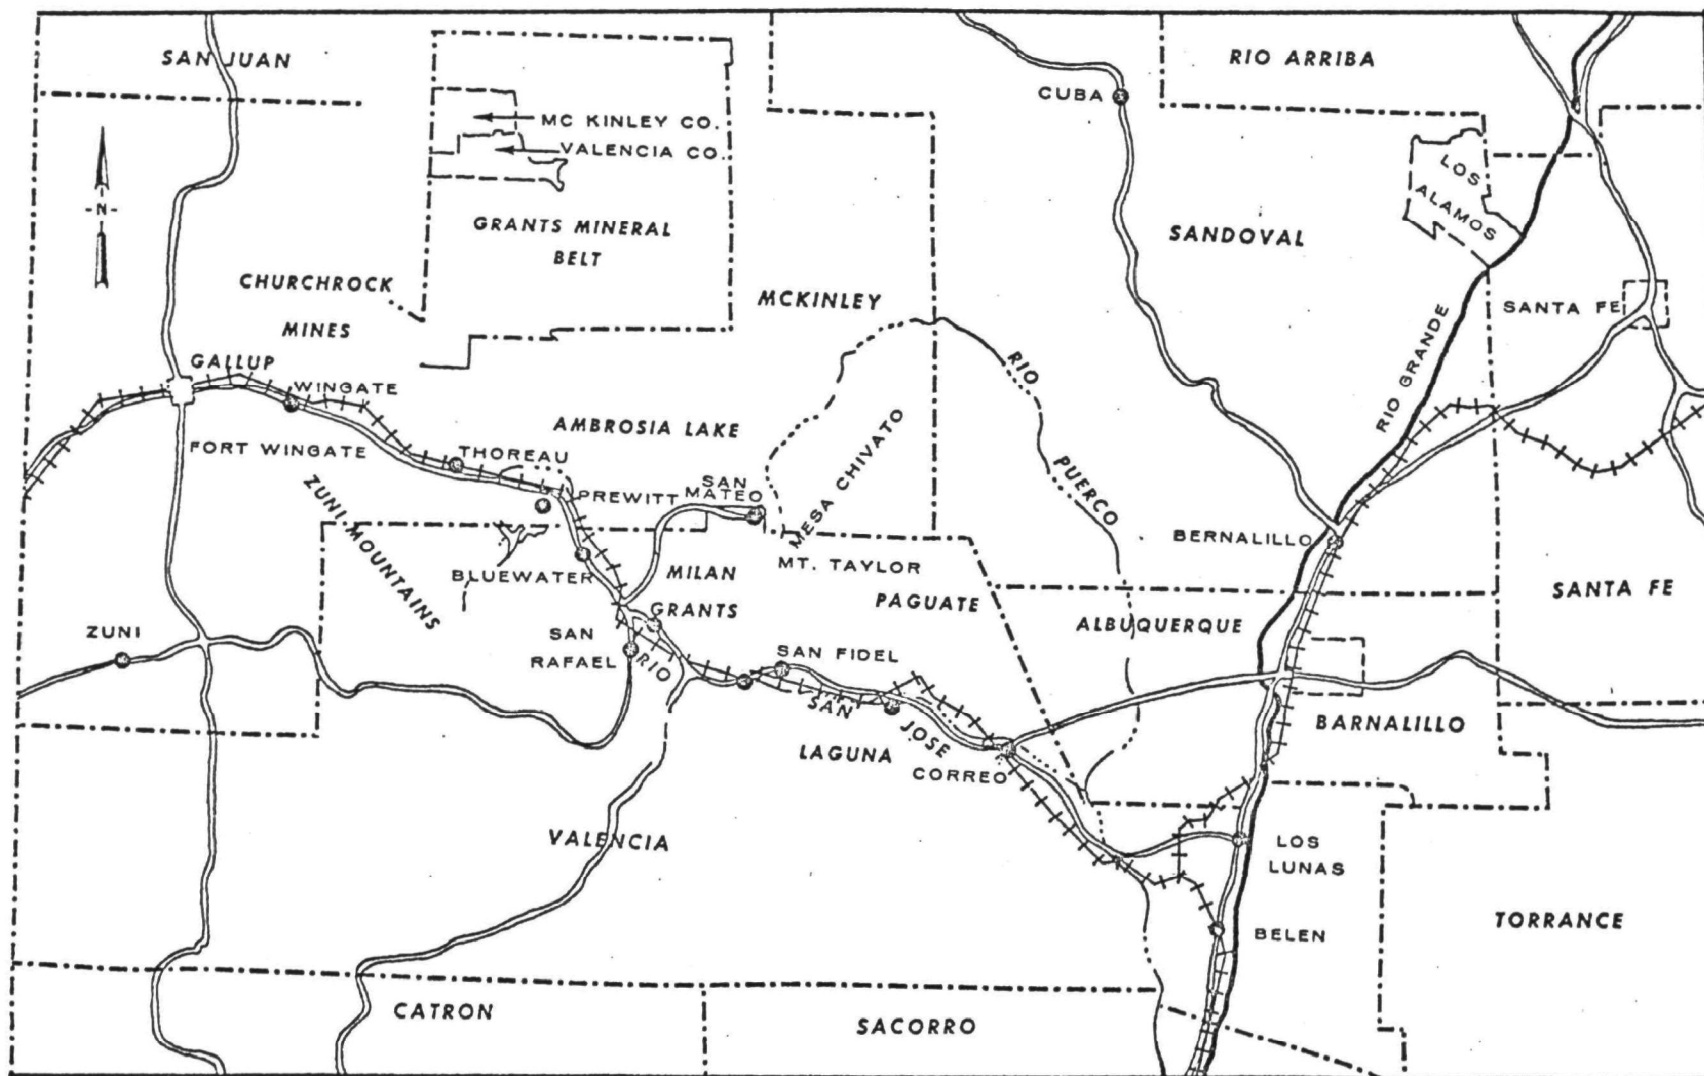 SAN JUAN
RIO ARRIBA
CUBA
MC KINLEY CO.
VALENCIA CO.
LOS
ALAMOS
-N-
GRANTS MINERAL
BELT
SANDOVAL
CHURCHROCK
MINES
MCKINLEY
SANTA FE
GALLUP
RIO
PUERCO
RIO GRANDE
WINGATE
AMBROSIA LAKE
FORT WINGATE
THOREAU
MESA CHIVATO
ZUNI MOUNTAINS
PREWITT
SAN
MATEO
BERNALILLO
BLUEWATER
MILAN
MT. TAYLOR
GRANTS
PAGUATE
SANTA FE
ALBUQUERQUE
ZUNI
SAN
RAFAEL
RIO
SAN
JOSE
SAN FIDEL
BARNALILLO
LAGUNA
CORREO
VALENCIA
LOS
LUNAS
BELEN
TORRANCE
CATRON
SACORRO